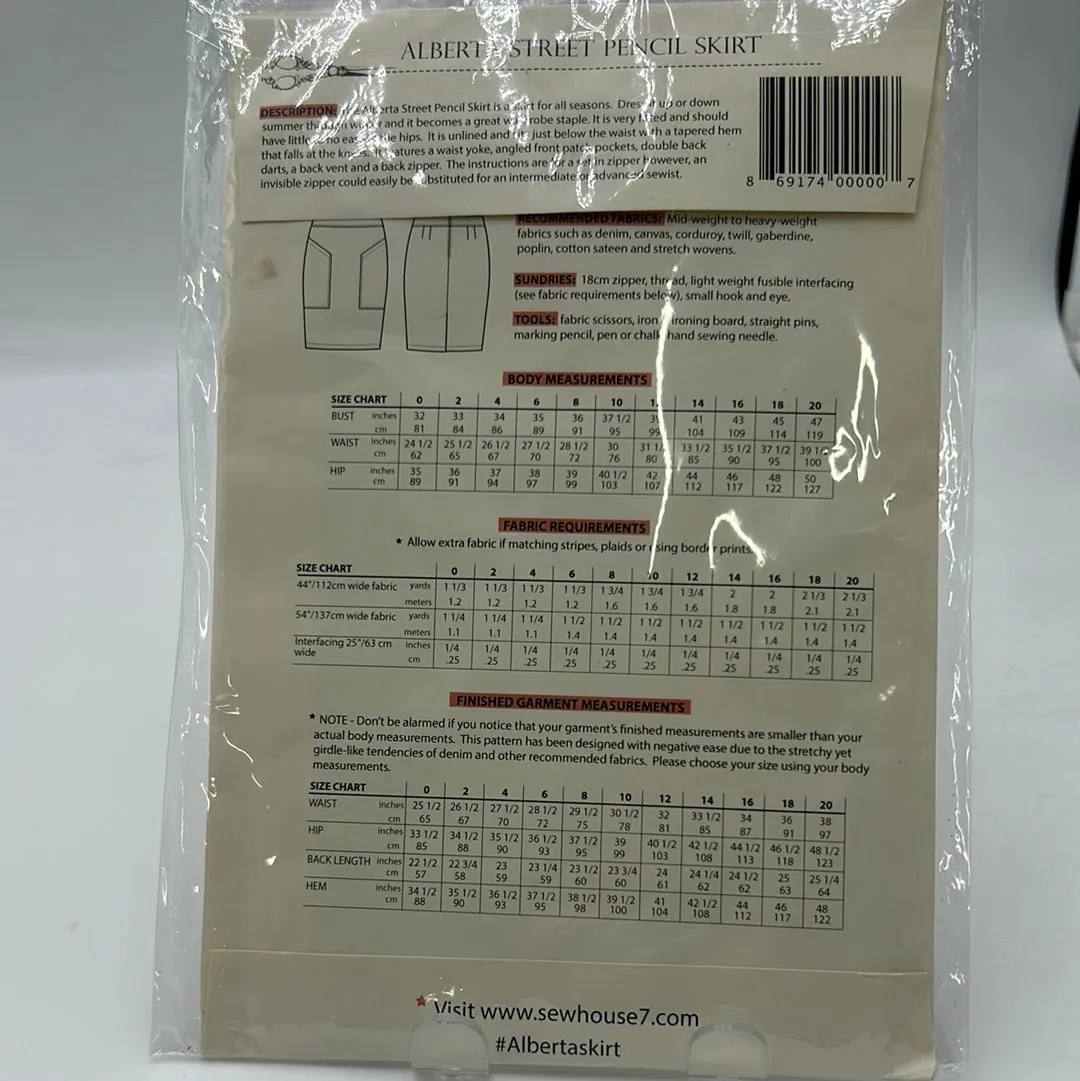 ALBERTA STREET PENCIL SKIRT
DESCRIPTION: The Alberta Street Pencil Skirt is a skirt for all seasons. Dress it up or down
summer through winter and it becomes a great wardrobe staple. It is very fitted and should
have little to no ease in the hips. It is unlined and sits just below the waist with a tapered hem
that falls at the knees. It features a waist yoke, angled front patch pockets, double back
darts, a back vent and a back zipper. The instructions are for a set in zipper however, an
invisible zipper could easily be substituted for an intermediate or advanced sewist.
8 69174 00000 7
RECOMMENDED FABRICS: Mid-weight to heavy-weight
fabrics such as denim, canvas, corduroy, twill, gaberdine,
poplin, cotton sateen and stretch wovens.
SUNDRIES: 18cm zipper, thread, light weight fusible interfacing
(see fabric requirements below), small hook and eye.
TOOLS: fabric scissors, iron, ironing board, straight pins,
marking pencil, pen or chalk, hand sewing needle.
BODY MEASUREMENTS
SIZE CHART 0 2 4 6 8 10 14 16 18 20
BUST inches 32 33 34 35 36 37 1/2 41 43 45 47
cm 81 84 86 89 91 95 99 104 109 114 119
WAIST inches 24 1/2 25 1/2 26 1/2 27 1/2 28 1/2 30 31 1/2 33 1/2 35 1/2 37 1/2 39 1/2
cm 62 65 67 70 72 76 80 85 90 95 100
HIP inches 35 36 37 38 39 40 1/2 42 44 46 48 50
cm 89 91 94 97 99 103 107 112 117 122 127
FABRIC REQUIREMENTS
* Allow extra fabric if matching stripes, plaids or using border prints.
SIZE CHART 0 2 4 6 8 10 12 14 16 18 20
44"/112cm wide fabric yards 1 1/3 1 1/3 1 1/3 1 1/3 1 3/4 1 3/4 1 3/4 2 2 2 1/3 2 1/3
meters 1.2 1.2 1.2 1.2 1.6 1.6 1.6 1.8 1.8 2.1 2.1
54"/137cm wide fabric yards 1 1/4 1 1/4 1 1/4 1 1/2 1 1/2 1 1/2 1 1/2 1 1/2 1 1/2 1 1/2 1 1/2
meters 1.1 1.1 1.1 1.4 1.4 1.4 1.4 1.4 1.4 1.4 1.4
Interfacing 25"/63 cm inches 1/4 1/4 1/4 1/4 1/4 1/4 1/4 1/4 1/4 1/4 1/4
wide cm .25 .25 .25 .25 .25 .25 .25 .25 .25 .25 .25
FINISHED GARMENT MEASUREMENTS
* NOTE - Don't be alarmed if you notice that your garment's finished measurements are smaller than your
actual body measurements. This pattern has been designed with negative ease due to the stretchy yet
girdle-like tendencies of denim and other recommended fabrics. Please choose your size using your body
measurements.
SIZE CHART 0 2 4 6 8 10 12 14 16 18 20
WAIST inches 25 1/2 26 1/2 27 1/2 28 1/2 29 1/2 30 1/2 32 33 1/2 34 36 38
cm 65 67 70 72 75 78 81 85 87 91 97
HIP inches 33 1/2 34 1/2 35 1/2 36 1/2 37 1/2 39 40 1/2 42 1/2 44 1/2 46 1/2 48 1/2
cm 85 88 90 93 95 99 103 108 113 118 123
BACK LENGTH inches 22 1/2 22 3/4 23 23 1/4 23 1/2 23 3/4 24 24 1/4 24 1/2 25 25 1/4
cm 57 58 59 59 60 60 61 62 62 63 64
HEM inches 34 1/2 35 1/2 36 1/2 37 1/2 38 1/2 39 1/2 41 42 1/2 44 46 48
cm 88 90 93 95 98 100 104 108 112 117 122
* Visit www.sewhouse7.com
#Albertaskirt